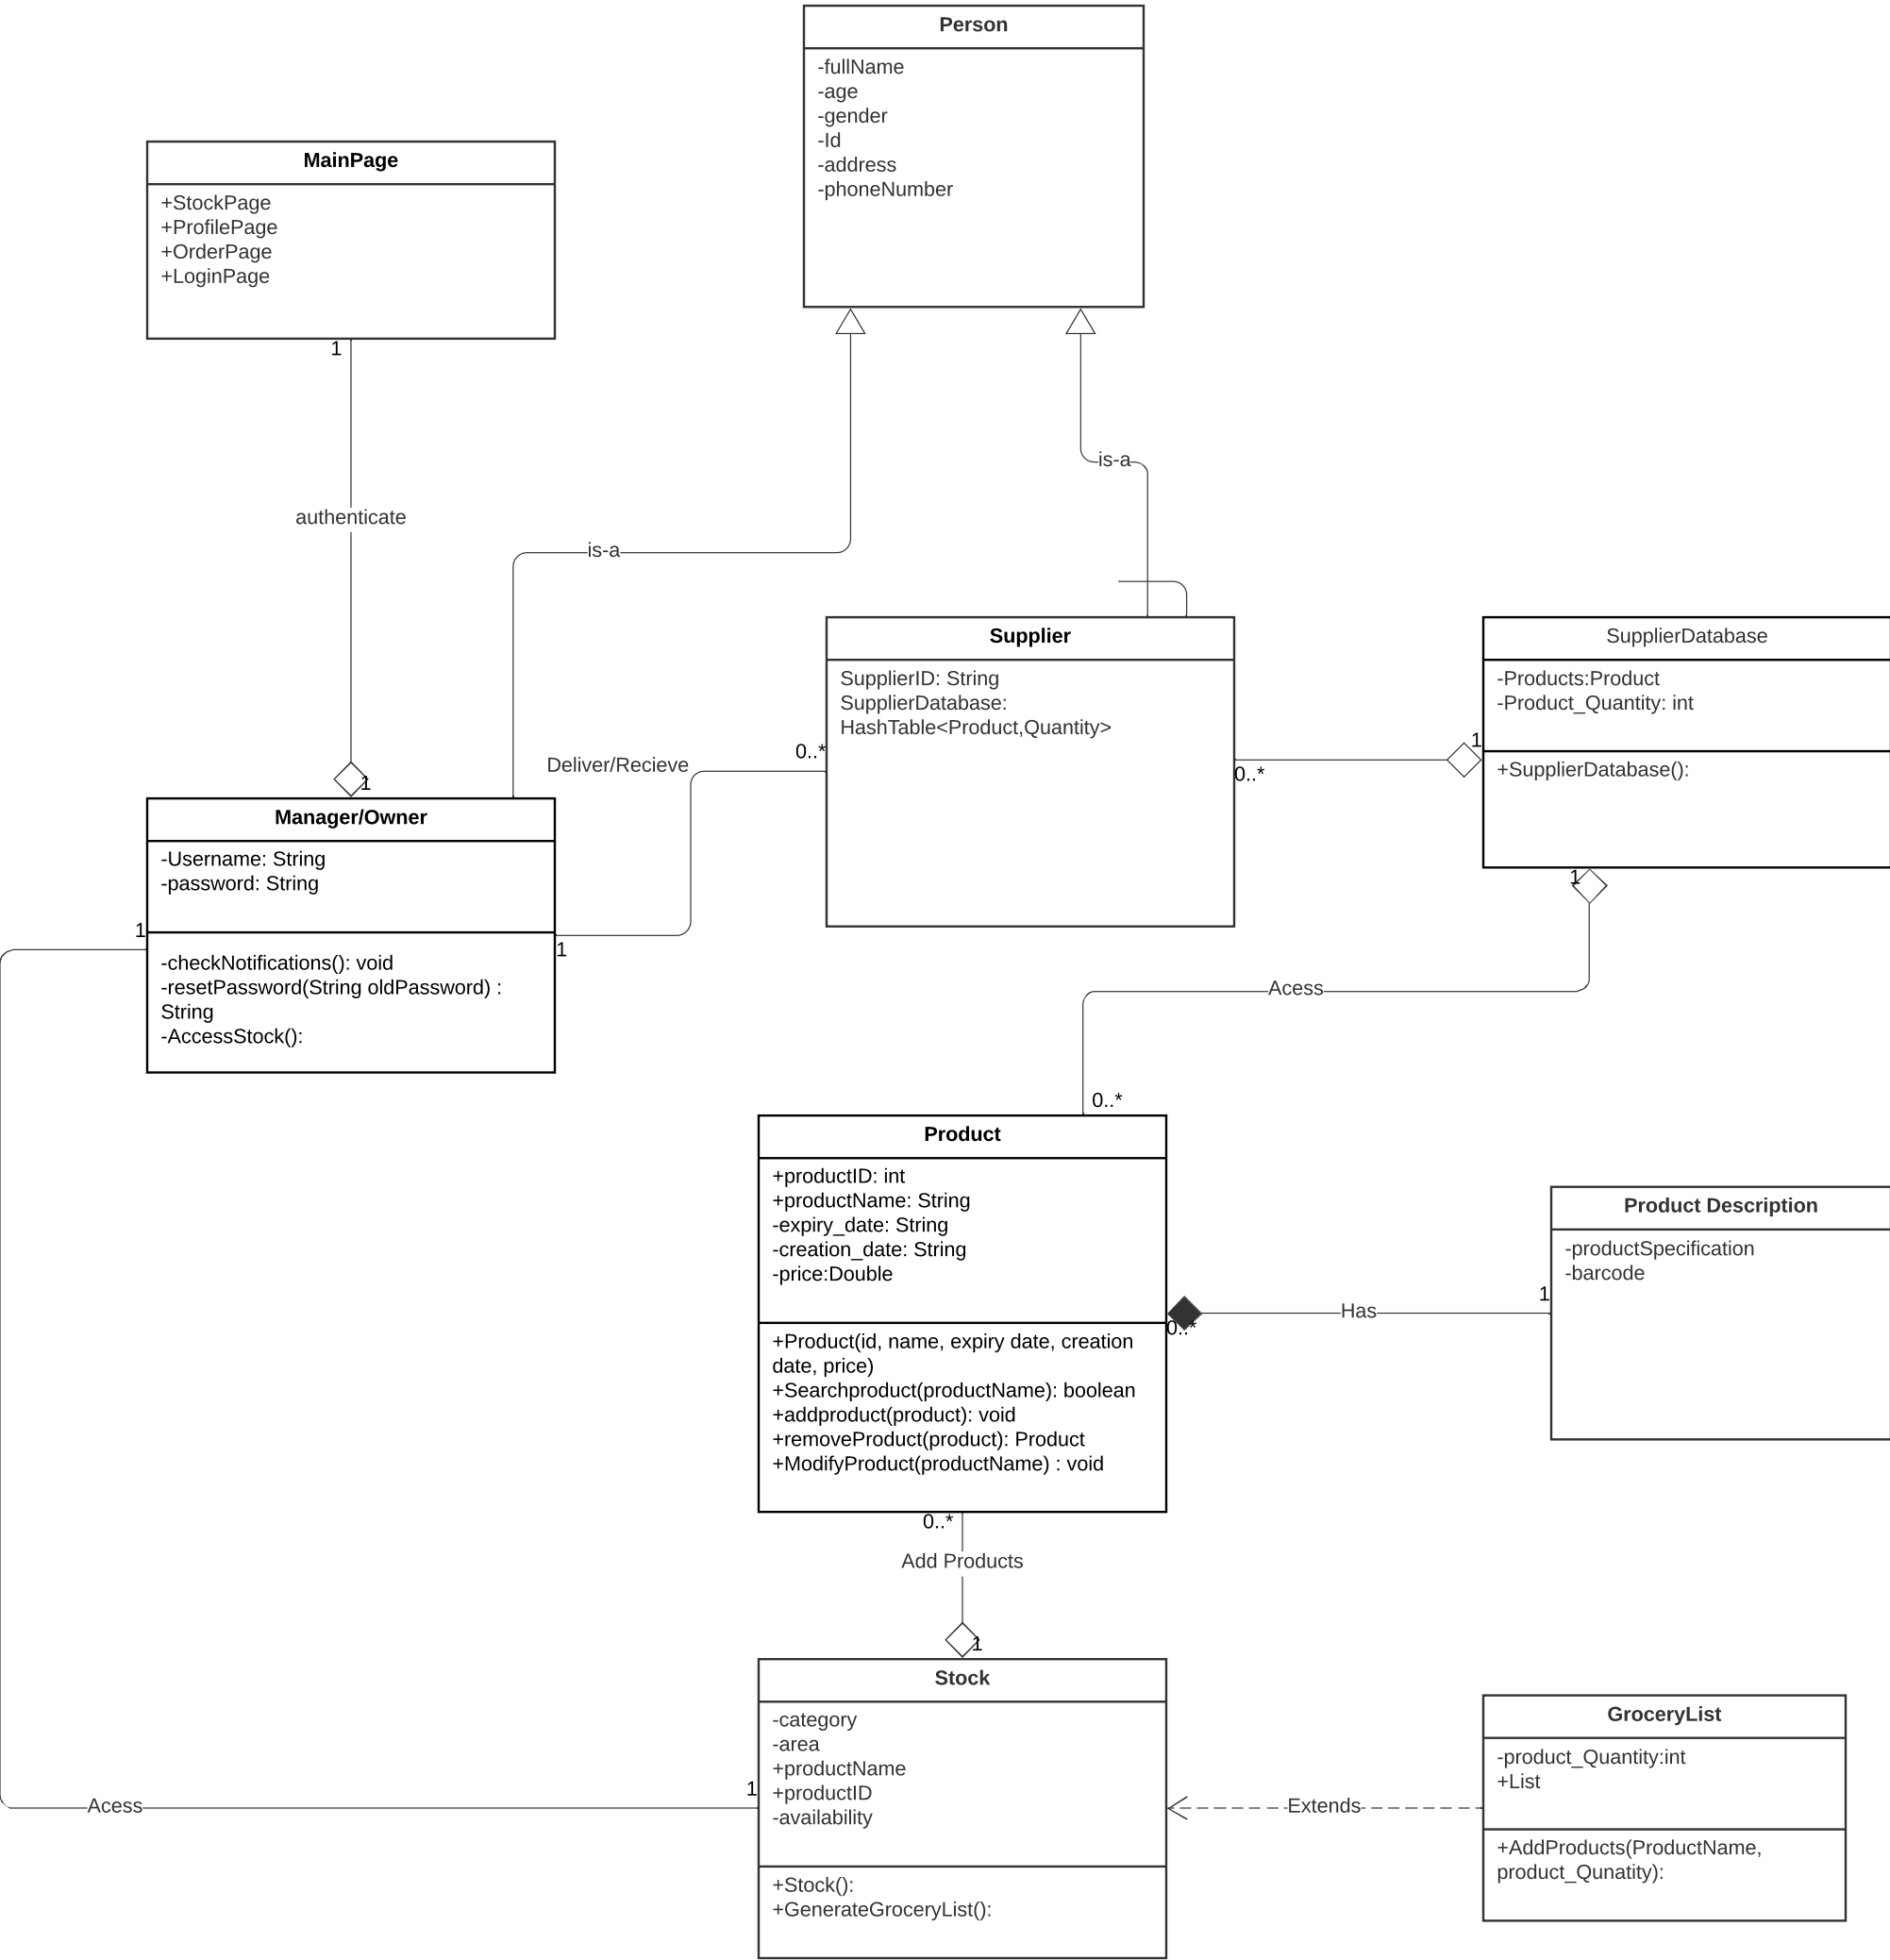 Person
-fullName
-age
-gender
-Id
-address
-phoneNumber
MainPage
+StockPage
+ProfilePage
+OrderPage
+LoginPage
1
authenticate
1
is-a
is-a
Manager/Owner
-Username: String
-password: String
-checkNotifications(): void
-resetPassword(String oldPassword) :
String
-AccessStock():
Deliver/Recieve
0..*
1
1
Supplier
SupplierID: String
SupplierDatabase:
HashTable<Product,Quantity>
0..*
1
SupplierDatabase
-Products:Product
-Product_Quantity: int
+SupplierDatabase():
1
Acess
0..*
Product
+productID: int
+productName: String
-expiry_date: String
-creation_date: String
-price:Double
+Product(id, name, expiry date, creation
date, price)
+Searchproduct(productName): boolean
+addproduct(product): void
+removeProduct(product): Product
+ModifyProduct(productName) : void
0..*
Has
1
Product Description
-productSpecification
-barcode
0..*
Add Products
1
Stock
-category
-area
+productName
+productID
-availability
+Stock():
+GenerateGroceryList():
1
Acess
Extends
GroceryList
-product_Quantity:int
+List
+AddProducts(ProductName,
product_Qunatity):